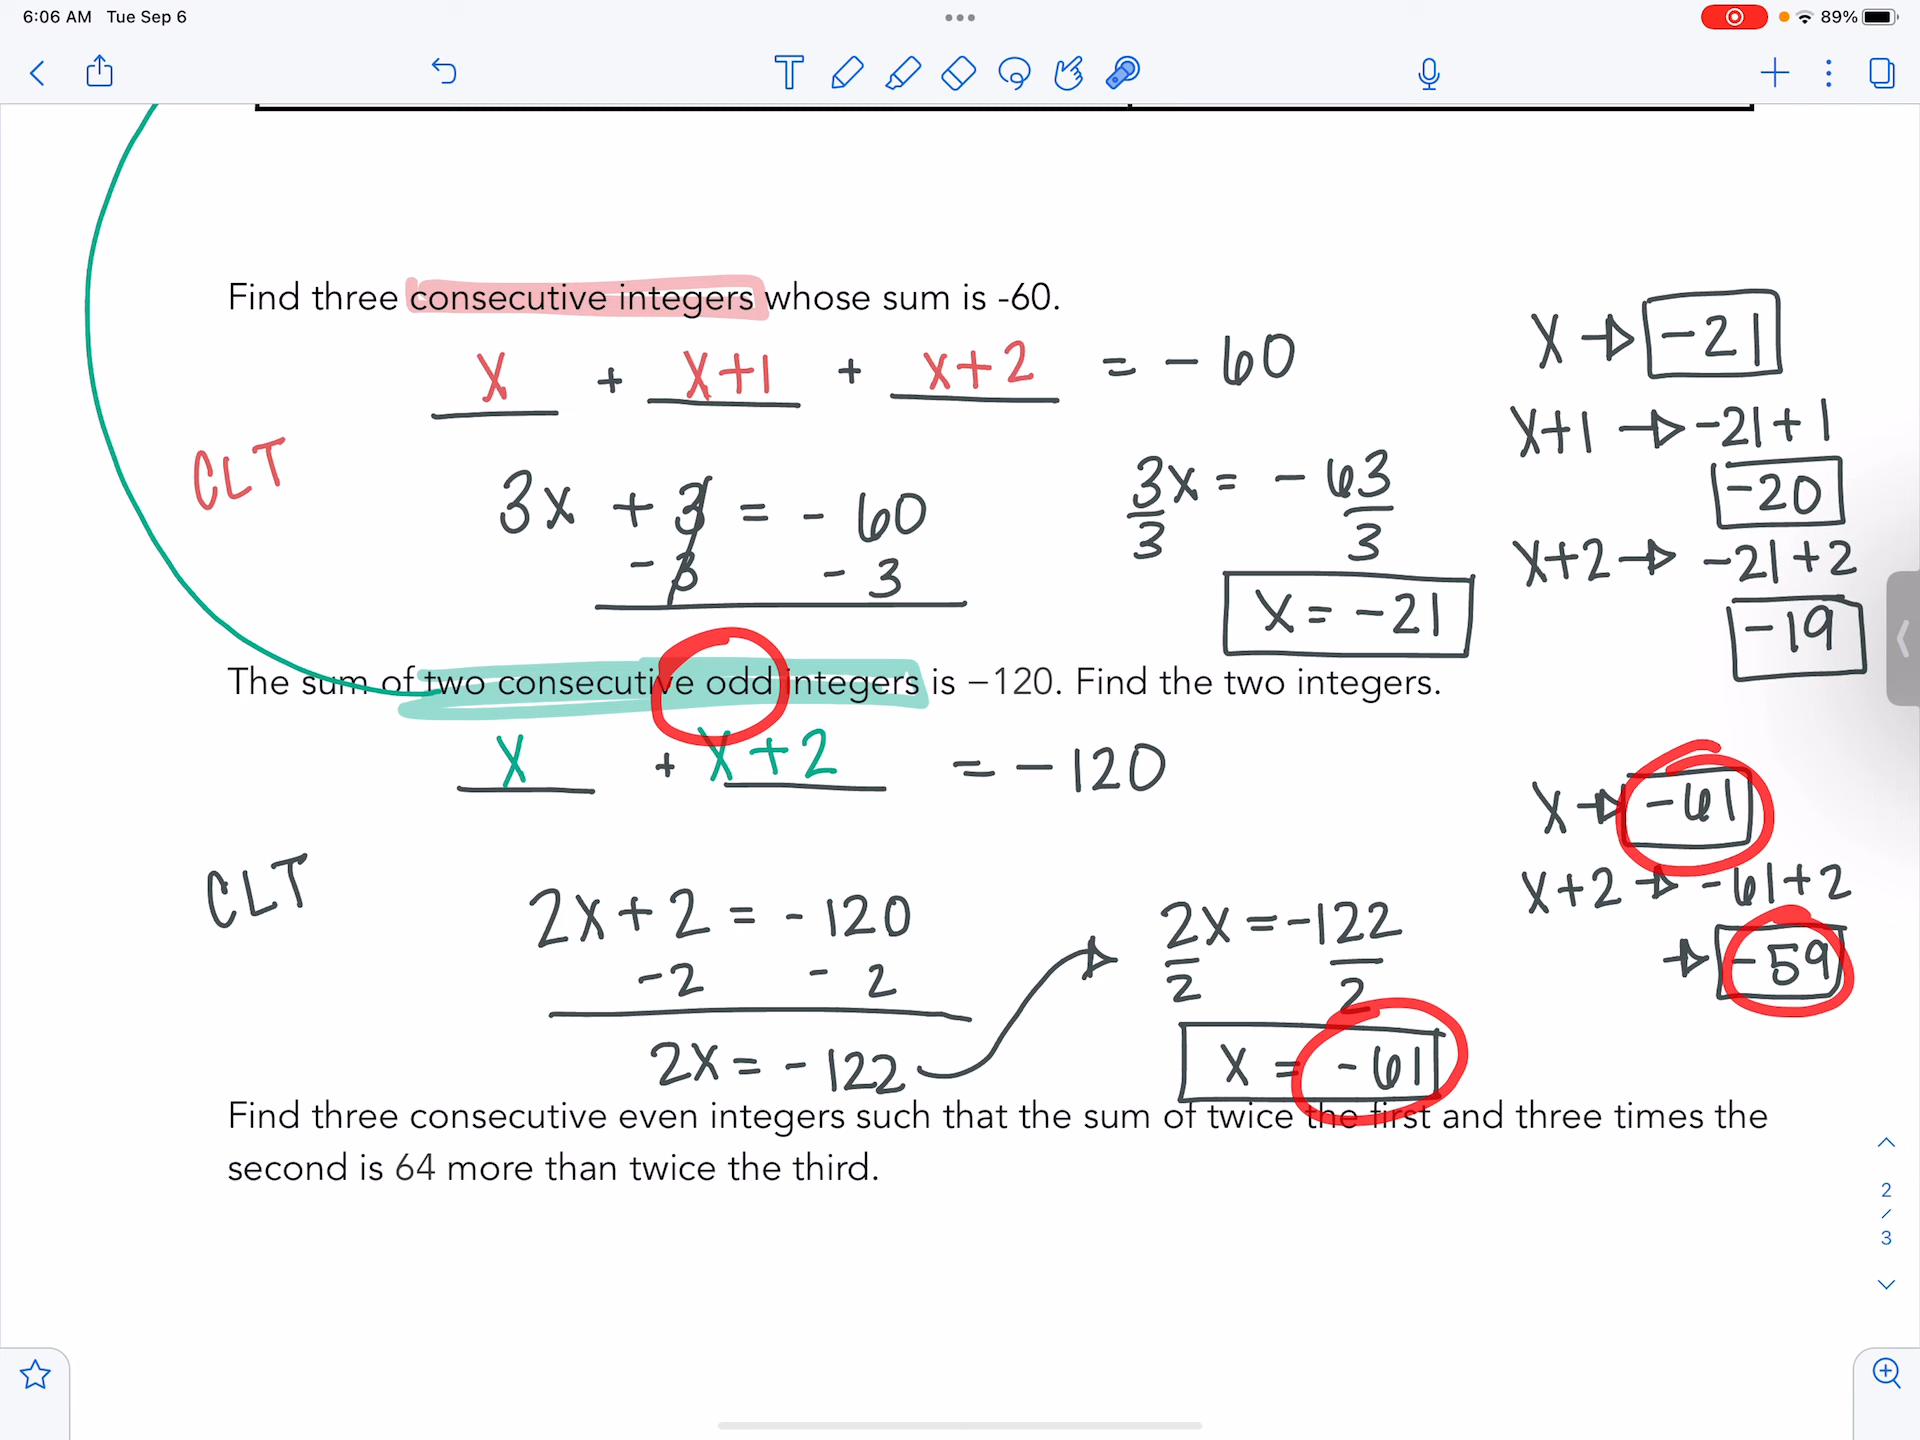 6:06 AM Tue Sep 6
89%
T
Find three consecutive integers whose sum is -60.
x + x+1 + x+2 = - 60
CLT
3x + 3 = - 60
- 3 - 3
3x = - 63
3 3
x = -21
x → -21
x+1 → -21+1
-20
x+2 → -21+2
-19
The sum of two consecutive odd integers is −120. Find the two integers.
x + x+2 = -120
CLT
2x+2 = - 120
-2 - 2
2x = - 122
2x = -122
2 2
x = -61
x → -61
x+2 → -61+2
→ -59
Find three consecutive even integers such that the sum of twice the first and three times the
second is 64 more than twice the third.
2
/
3